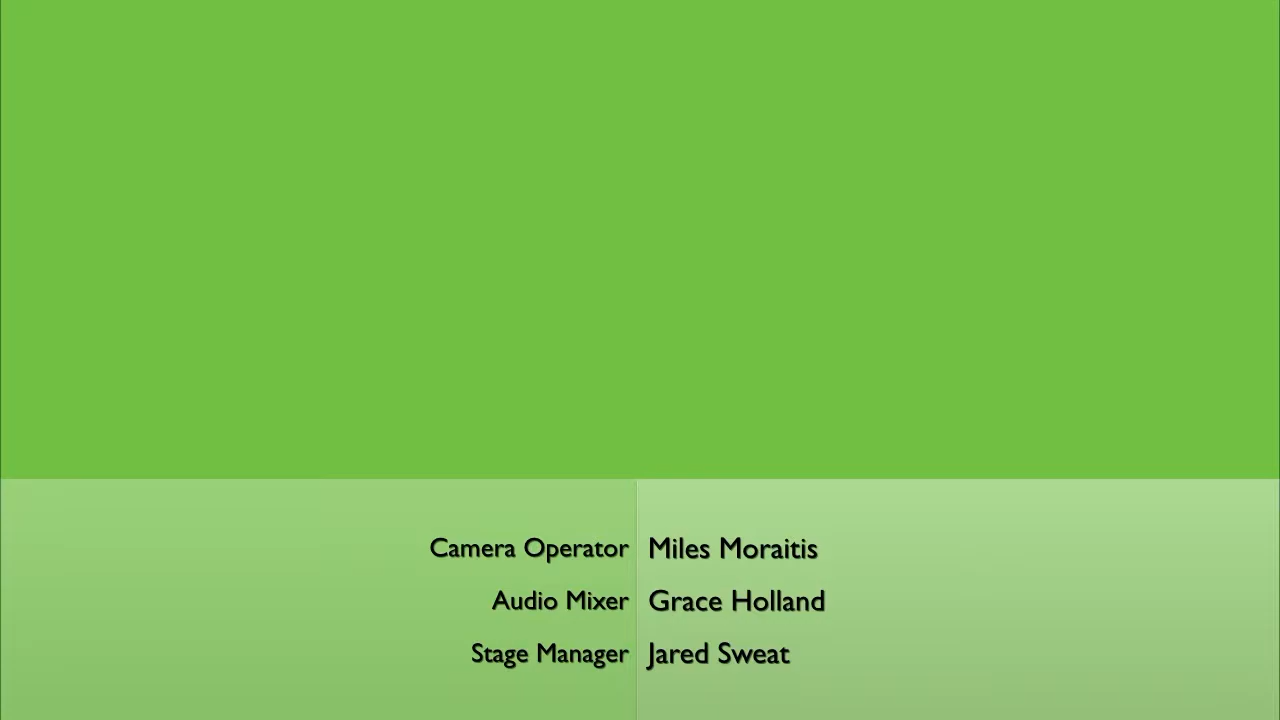 Camera Operator Miles Moraitis
Audio Mixer Grace Holland
Stage Manager Jared Sweat